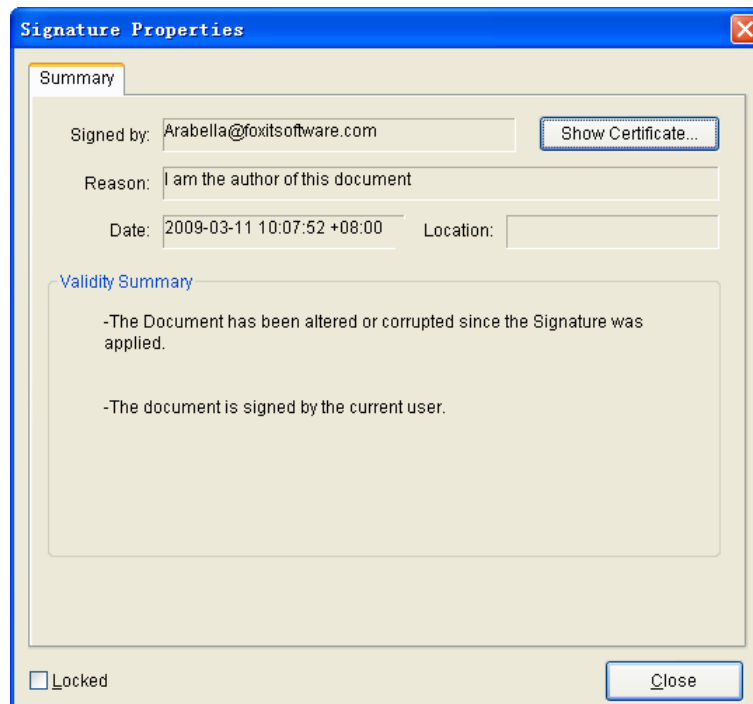 Signature Properties
Summary
Signed by: Arabella@foxitsoftware.com Show Certificate...
Reason: I am the author of this document
Date: 2009-03-11 10:07:52 +08:00 Location:
Validity Summary
-The Document has been altered or corrupted since the Signature was
applied.
-The document is signed by the current user.
Locked Close